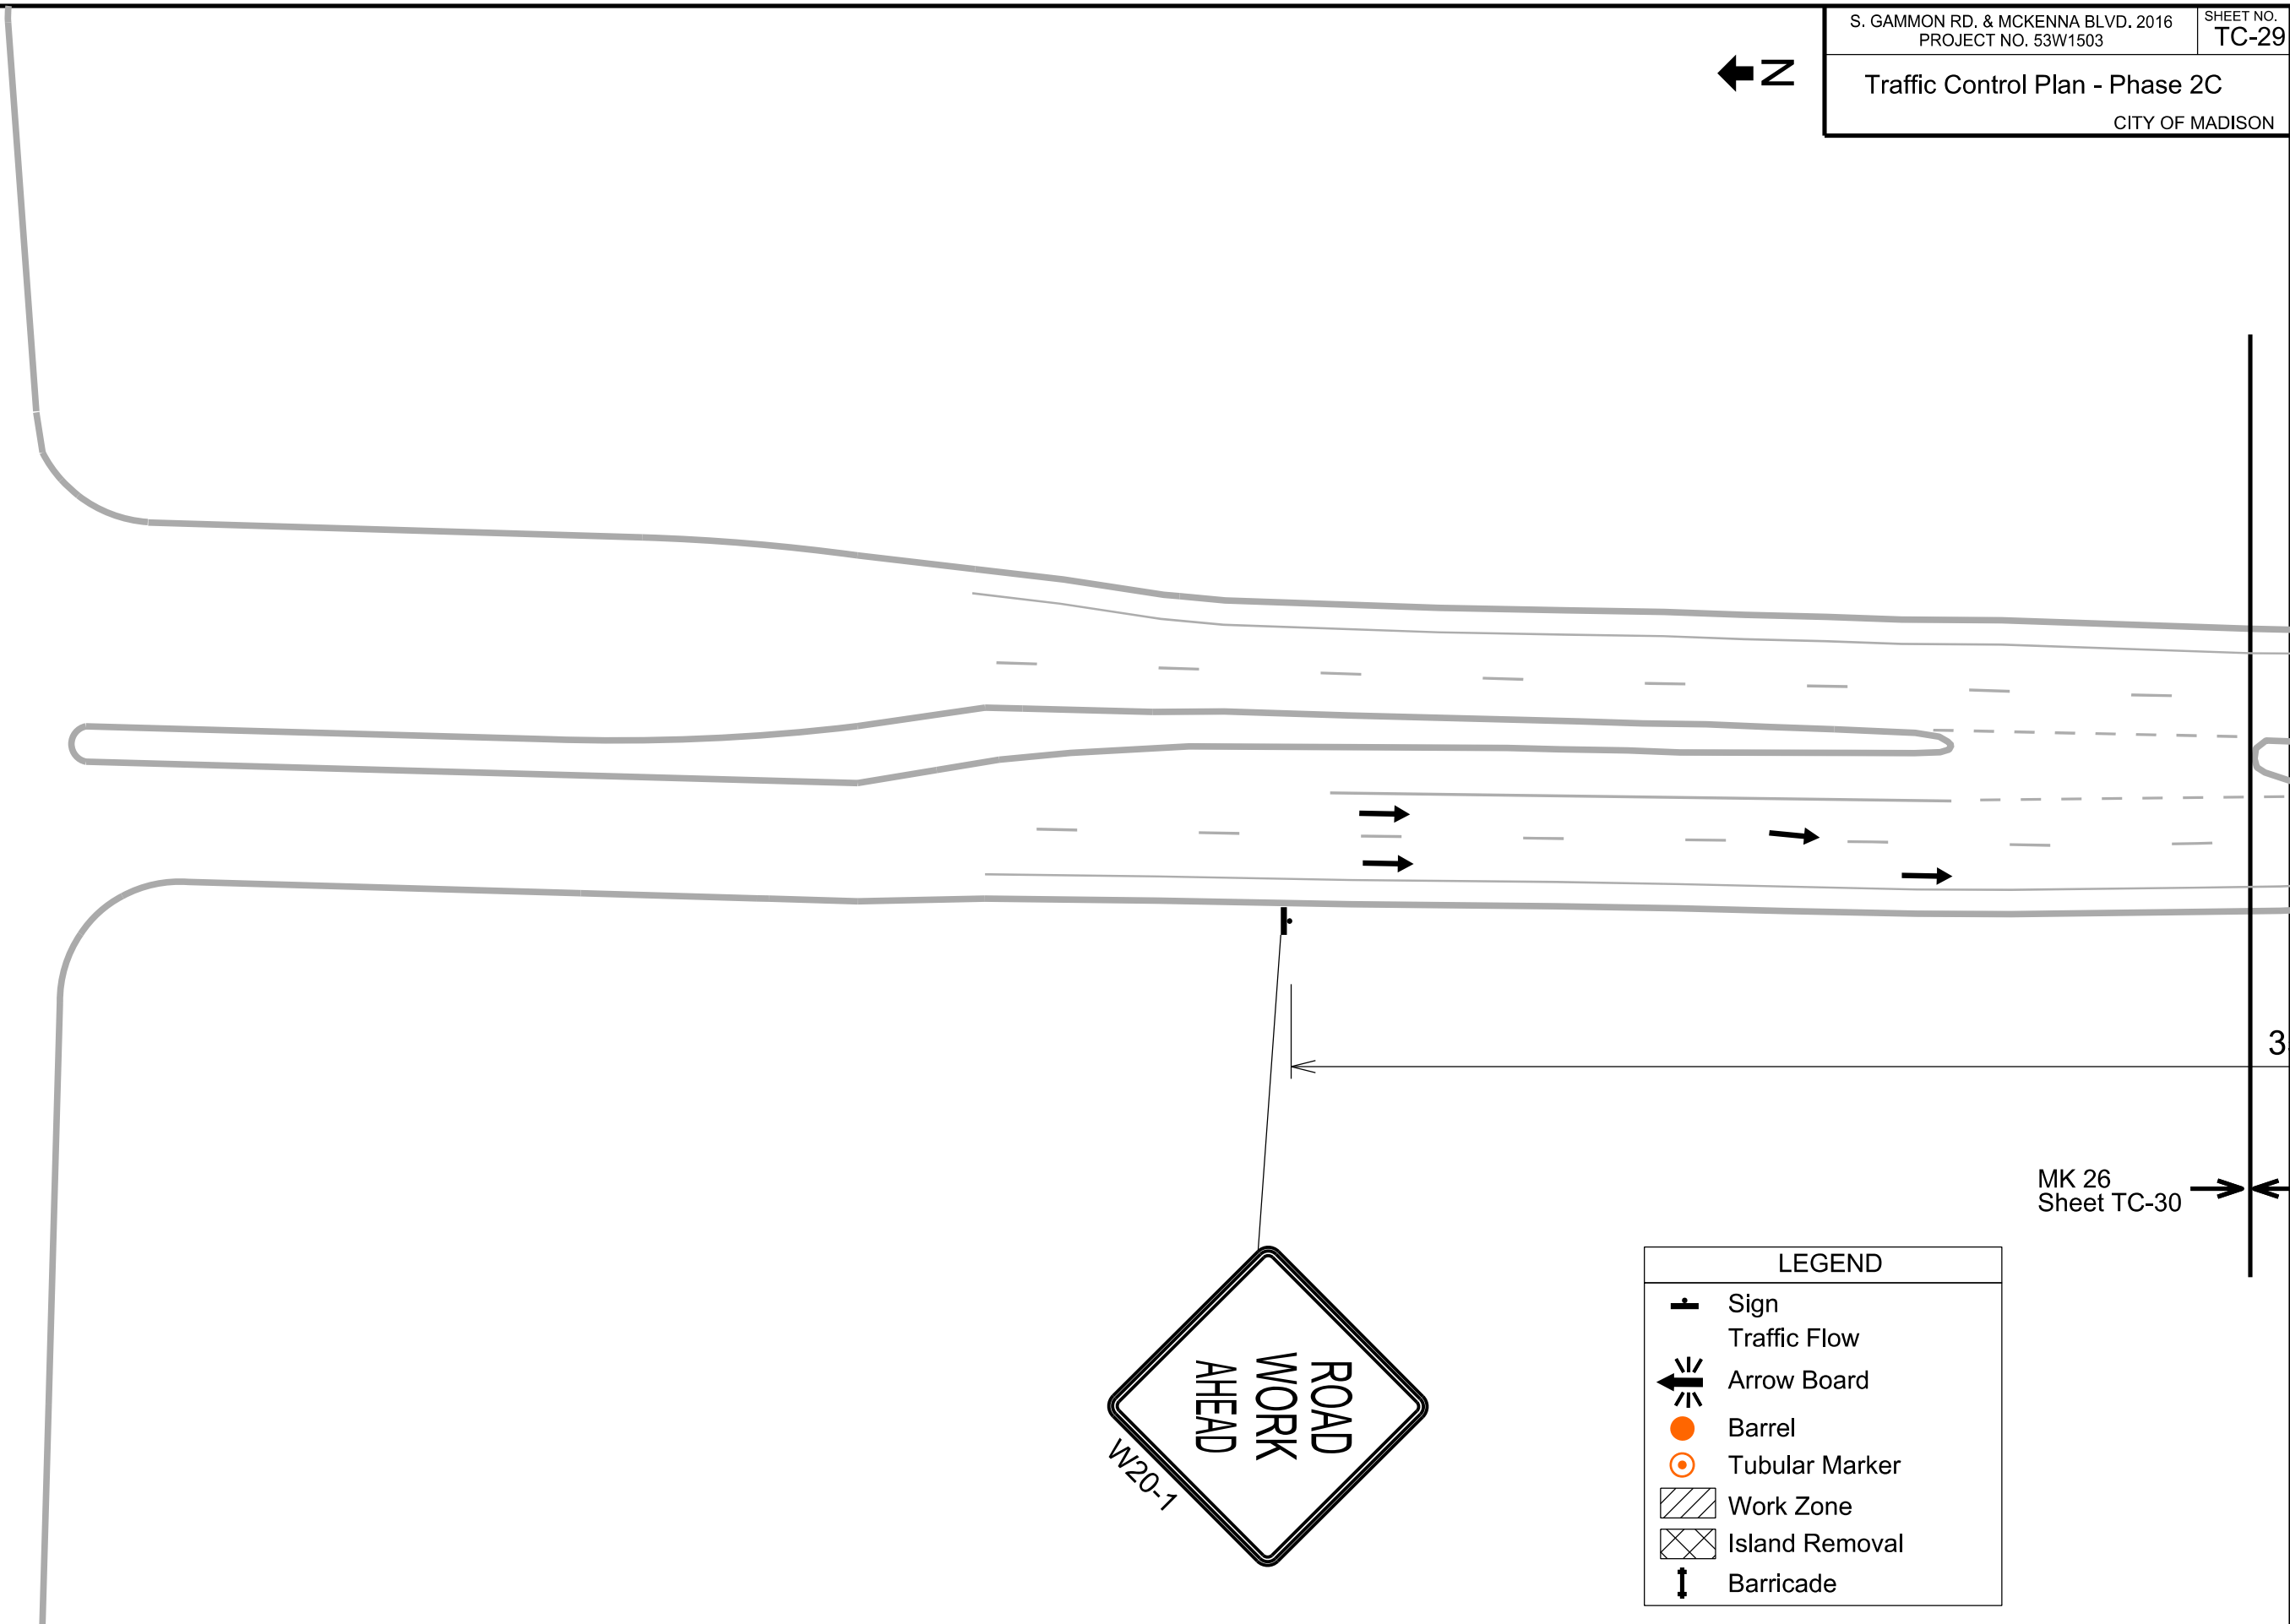 S. GAMMON RD. & MCKENNA BLVD. 2016
PROJECT NO. 53W1503
SHEET NO.
TC-29
Traffic Control Plan - Phase 2C
CITY OF MADISON
N
3
MK 26
Sheet TC-30
ROAD
WORK
AHEAD
W20-1
LEGEND
Sign
Traffic Flow
Arrow Board
Barrel
Tubular Marker
Work Zone
Island Removal
Barricade